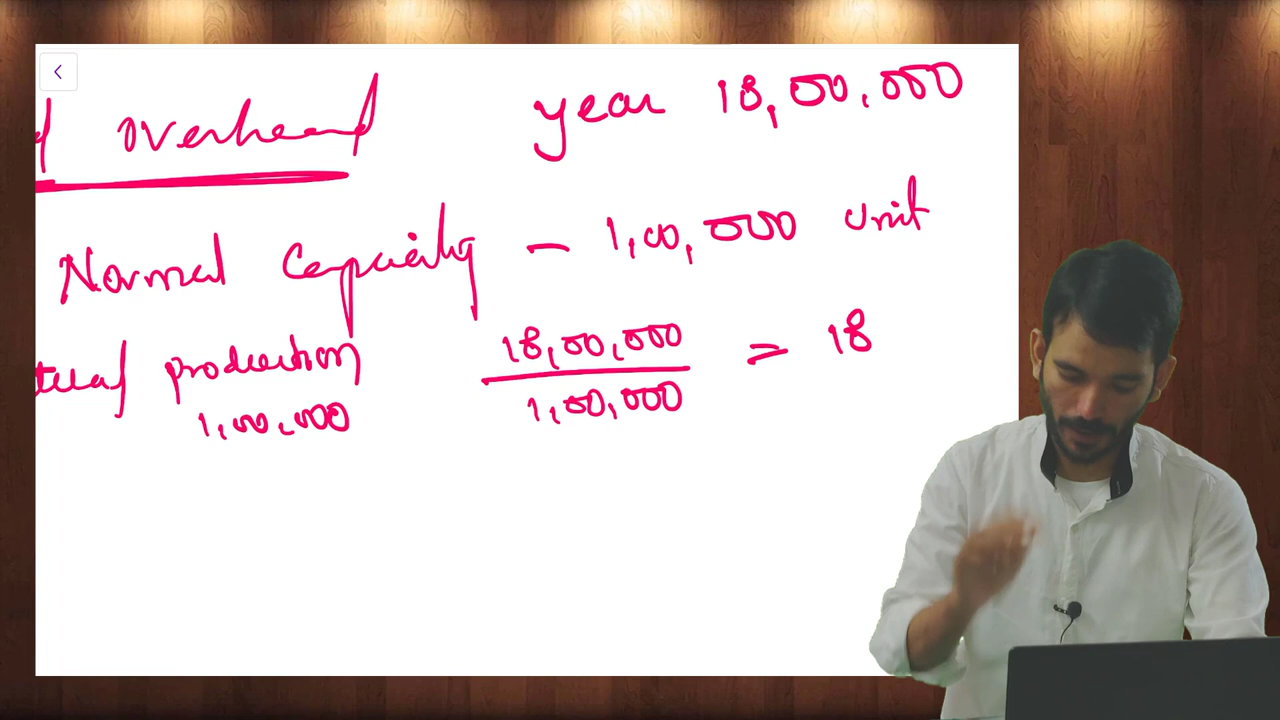 overhead year 18,00,000
Normal Capacity - 1,00,000 unit
production 18,00,000 = 18
1,00,000 1,00,000